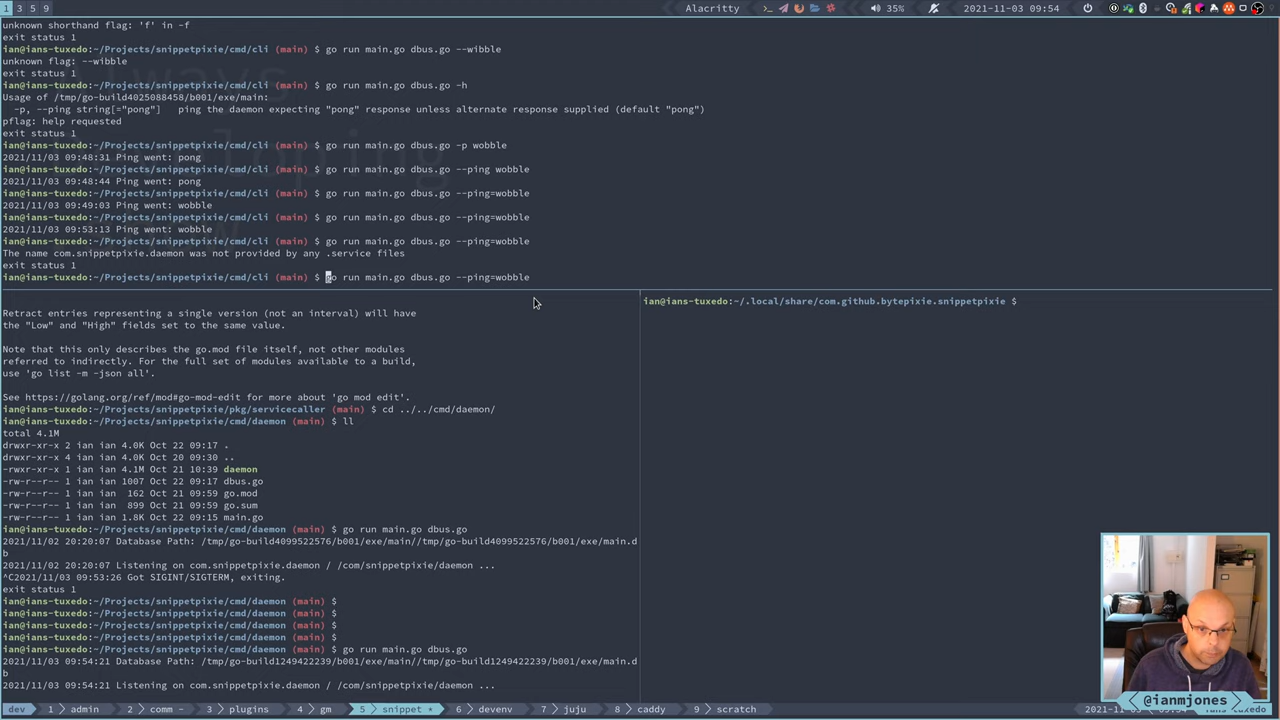 1 3 5 9
Alacritty
35%
2021-11-03 09:54
unknown shorthand flag: 'f' in -f
exit status 1
ian@ians-tuxedo:~/Projects/snippetpixie/cmd/cli (main) $ go run main.go dbus.go --wibble
unknown flag: --wibble
exit status 1
ian@ians-tuxedo:~/Projects/snippetpixie/cmd/cli (main) $ go run main.go dbus.go -h
Usage of /tmp/go-build4025088458/b001/exe/main:
-p, --ping string[="pong"]   ping the daemon expecting "pong" response unless alternate response supplied (default "pong")
pflag: help requested
exit status 1
ian@ians-tuxedo:~/Projects/snippetpixie/cmd/cli (main) $ go run main.go dbus.go -p wobble
2021/11/03 09:48:31 Ping went: pong
ian@ians-tuxedo:~/Projects/snippetpixie/cmd/cli (main) $ go run main.go dbus.go --ping wobble
2021/11/03 09:48:44 Ping went: pong
ian@ians-tuxedo:~/Projects/snippetpixie/cmd/cli (main) $ go run main.go dbus.go --ping=wobble
2021/11/03 09:49:03 Ping went: wobble
ian@ians-tuxedo:~/Projects/snippetpixie/cmd/cli (main) $ go run main.go dbus.go --ping=wobble
2021/11/03 09:53:13 Ping went: wobble
ian@ians-tuxedo:~/Projects/snippetpixie/cmd/cli (main) $ go run main.go dbus.go --ping=wobble
The name com.snippetpixie.daemon was not provided by any .service files
exit status 1
ian@ians-tuxedo:~/Projects/snippetpixie/cmd/cli (main) $ go run main.go dbus.go --ping=wobble
Retract entries representing a single version (not an interval) will have
the "Low" and "High" fields set to the same value.
Note that this only describes the go.mod file itself, not other modules
referred to indirectly. For the full set of modules available to a build,
use 'go list -m -json all'.
See https://golang.org/ref/mod#go-mod-edit for more about 'go mod edit'.
ian@ians-tuxedo:~/Projects/snippetpixie/pkg/servicecaller (main) $ cd ../../cmd/daemon/
ian@ians-tuxedo:~/Projects/snippetpixie/cmd/daemon (main) $ ll
total 4.1M
drwxr-xr-x 2 ian ian 4.0K Oct 22 09:17 .
drwxr-xr-x 4 ian ian 4.0K Oct 20 09:30 ..
-rwxr-xr-x 1 ian ian 4.1M Oct 21 10:39 daemon
-rw-r--r-- 1 ian ian 1007 Oct 22 09:17 dbus.go
-rw-r--r-- 1 ian ian  162 Oct 21 09:59 go.mod
-rw-r--r-- 1 ian ian  899 Oct 21 09:59 go.sum
-rw-r--r-- 1 ian ian 1.8K Oct 22 09:15 main.go
ian@ians-tuxedo:~/Projects/snippetpixie/cmd/daemon (main) $ go run main.go dbus.go
2021/11/02 20:20:07 Database Path: /tmp/go-build4099522576/b001/exe/main//tmp/go-build4099522576/b001/exe/main.d
b
2021/11/02 20:20:07 Listening on com.snippetpixie.daemon / /com/snippetpixie/daemon ...
^C2021/11/03 09:53:26 Got SIGINT/SIGTERM, exiting.
exit status 1
ian@ians-tuxedo:~/Projects/snippetpixie/cmd/daemon (main) $
ian@ians-tuxedo:~/Projects/snippetpixie/cmd/daemon (main) $
ian@ians-tuxedo:~/Projects/snippetpixie/cmd/daemon (main) $
ian@ians-tuxedo:~/Projects/snippetpixie/cmd/daemon (main) $
ian@ians-tuxedo:~/Projects/snippetpixie/cmd/daemon (main) $ go run main.go dbus.go
2021/11/03 09:54:21 Database Path: /tmp/go-build1249422239/b001/exe/main//tmp/go-build1249422239/b001/exe/main.d
b
2021/11/03 09:54:21 Listening on com.snippetpixie.daemon / /com/snippetpixie/daemon ...
ian@ians-tuxedo:~/.local/share/com.github.bytepixie.snippetpixie $
@ianmjones
dev 1 admin 2 comm - 3 plugins 4 gm 5 snippet * 6 devenv 7 juju 8 caddy 9 scratch